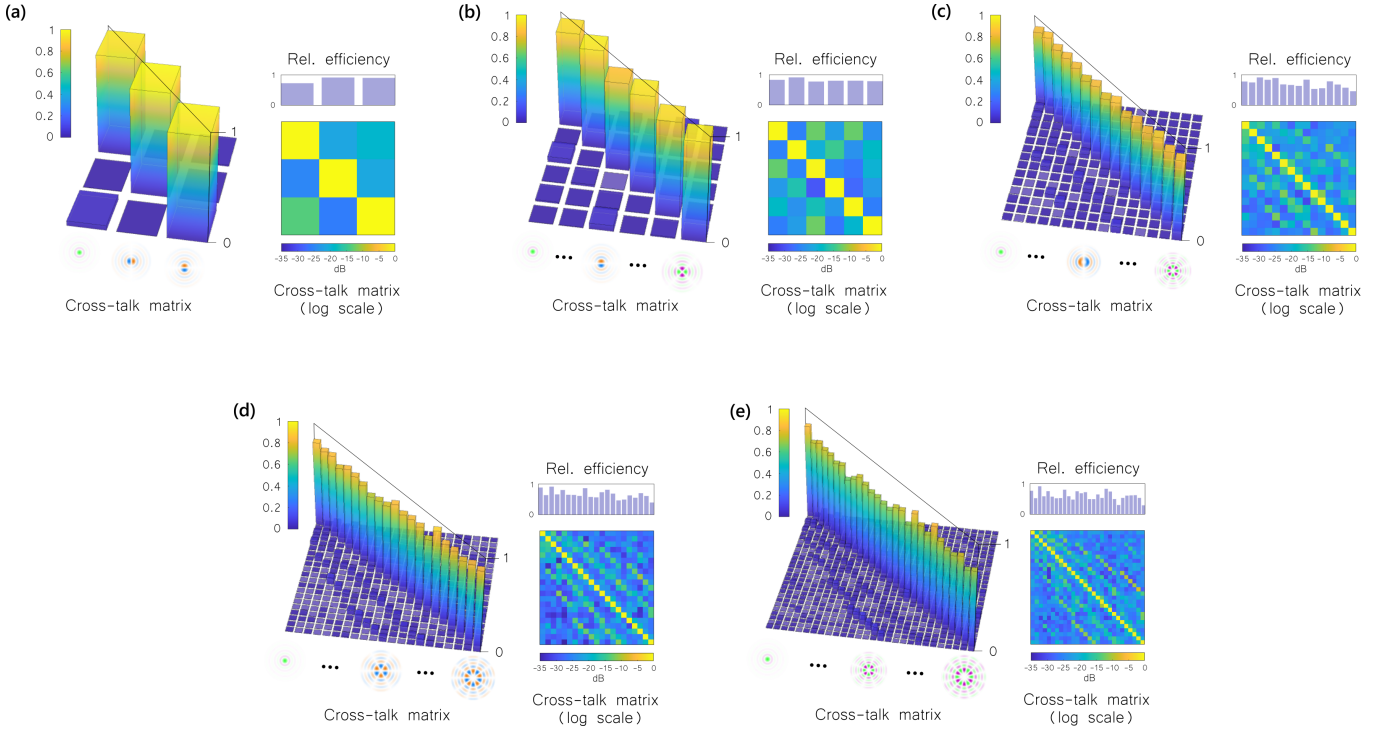 (a)
1
0.8
0.6
0.4
0.2
0
1
0
Cross-talk matrix
Rel. efficiency
1
0
-35 -30 -25 -20 -15 -10 -5 0
dB
Cross-talk matrix
(log scale)
(b)
1
0.8
0.6
0.4
0.2
0
1
0
•••
•••
Cross-talk matrix
Rel. efficiency
1
0
-35 -30 -25 -20 -15 -10 -5 0
dB
Cross-talk matrix
(log scale)
(c)
1
0.8
0.6
0.4
0.2
0
1
0
•••
•••
Cross-talk matrix
Rel. efficiency
1
0
-35 -30 -25 -20 -15 -10 -5 0
dB
Cross-talk matrix
(log scale)
(d)
1
0.8
0.6
0.4
0.2
0
1
0
•••
•••
Cross-talk matrix
Rel. efficiency
1
0
-35 -30 -25 -20 -15 -10 -5 0
dB
Cross-talk matrix
(log scale)
(e)
1
0.8
0.6
0.4
0.2
0
1
0
•••
•••
Cross-talk matrix
Rel. efficiency
1
0
-35 -30 -25 -20 -15 -10 -5 0
dB
Cross-talk matrix
(log scale)